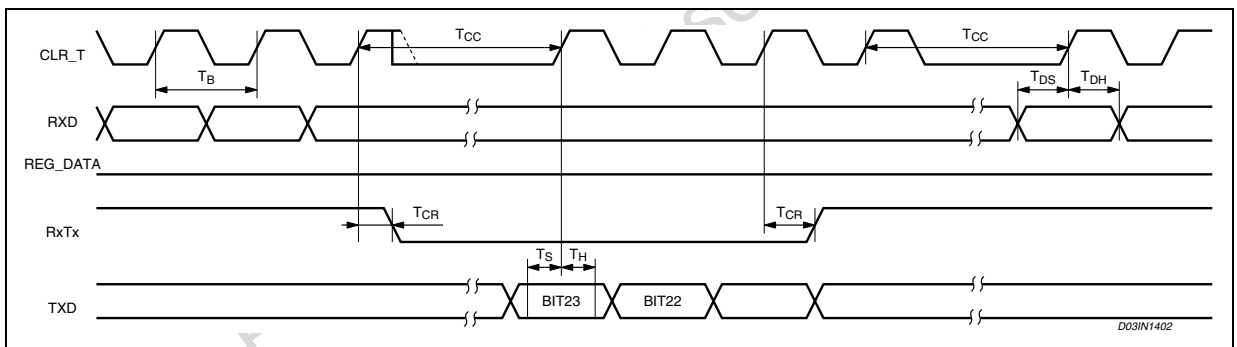 CLR_T
TCC
TCC
TB
TDS
TDH
RXD
REG_DATA
RxTx
TCR
TCR
TS
TH
TXD
BIT23
BIT22
D03IN1402